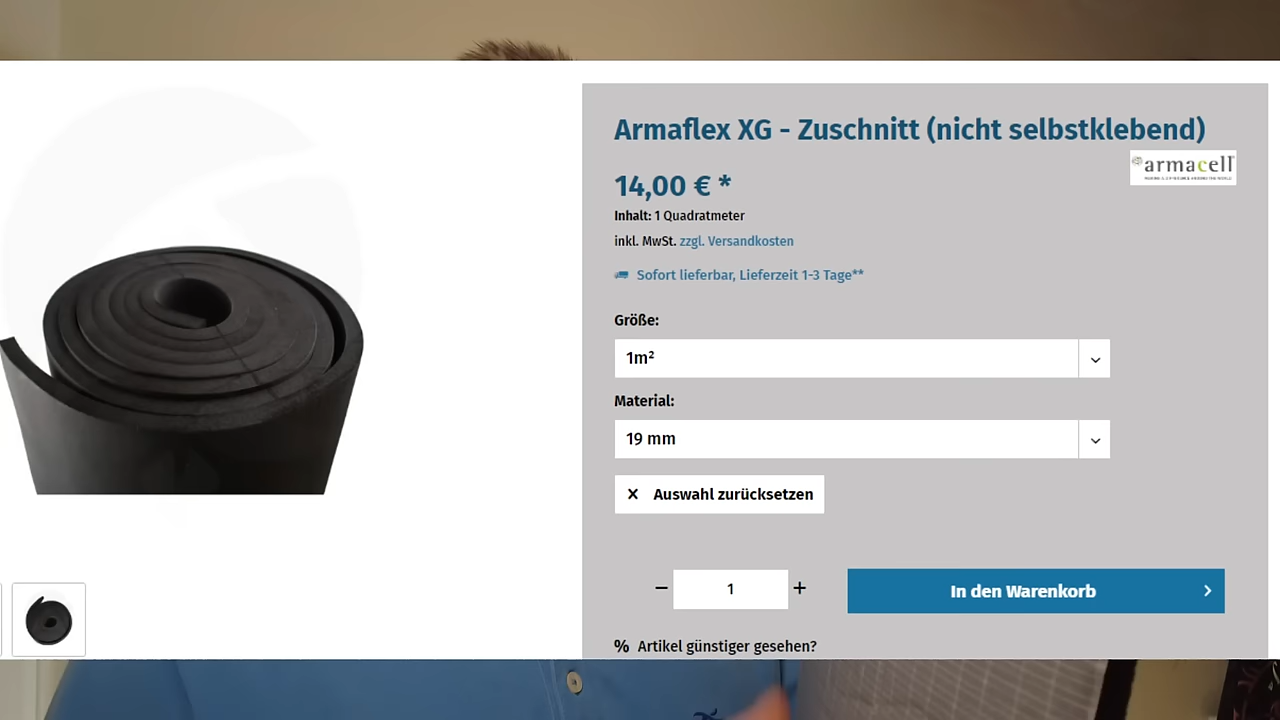 Armaflex XG - Zuschnitt (nicht selbstklebend)
armacell
14,00 € *
Inhalt: 1 Quadratmeter
inkl. MwSt. zzgl. Versandkosten
Sofort lieferbar, Lieferzeit 1-3 Tage**
Größe:
1m²
Material:
19 mm
× Auswahl zurücksetzen
− 1 +
In den Warenkorb
% Artikel günstiger gesehen?